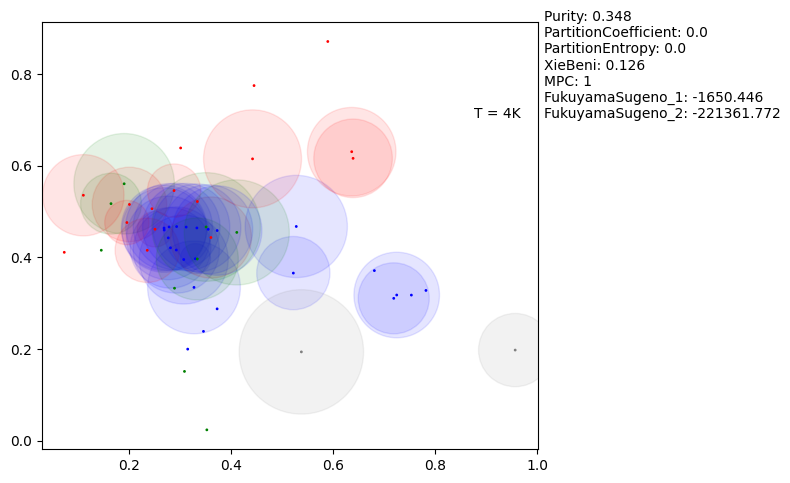 Purity: 0.348
PartitionCoefficient: 0.0
PartitionEntropy: 0.0
XieBeni: 0.126
MPC: 1
FukuyamaSugeno_1: -1650.446
FukuyamaSugeno_2: -221361.772
T = 4K
0.8
0.6
0.4
0.2
0.0
0.2 0.4 0.6 0.8 1.0